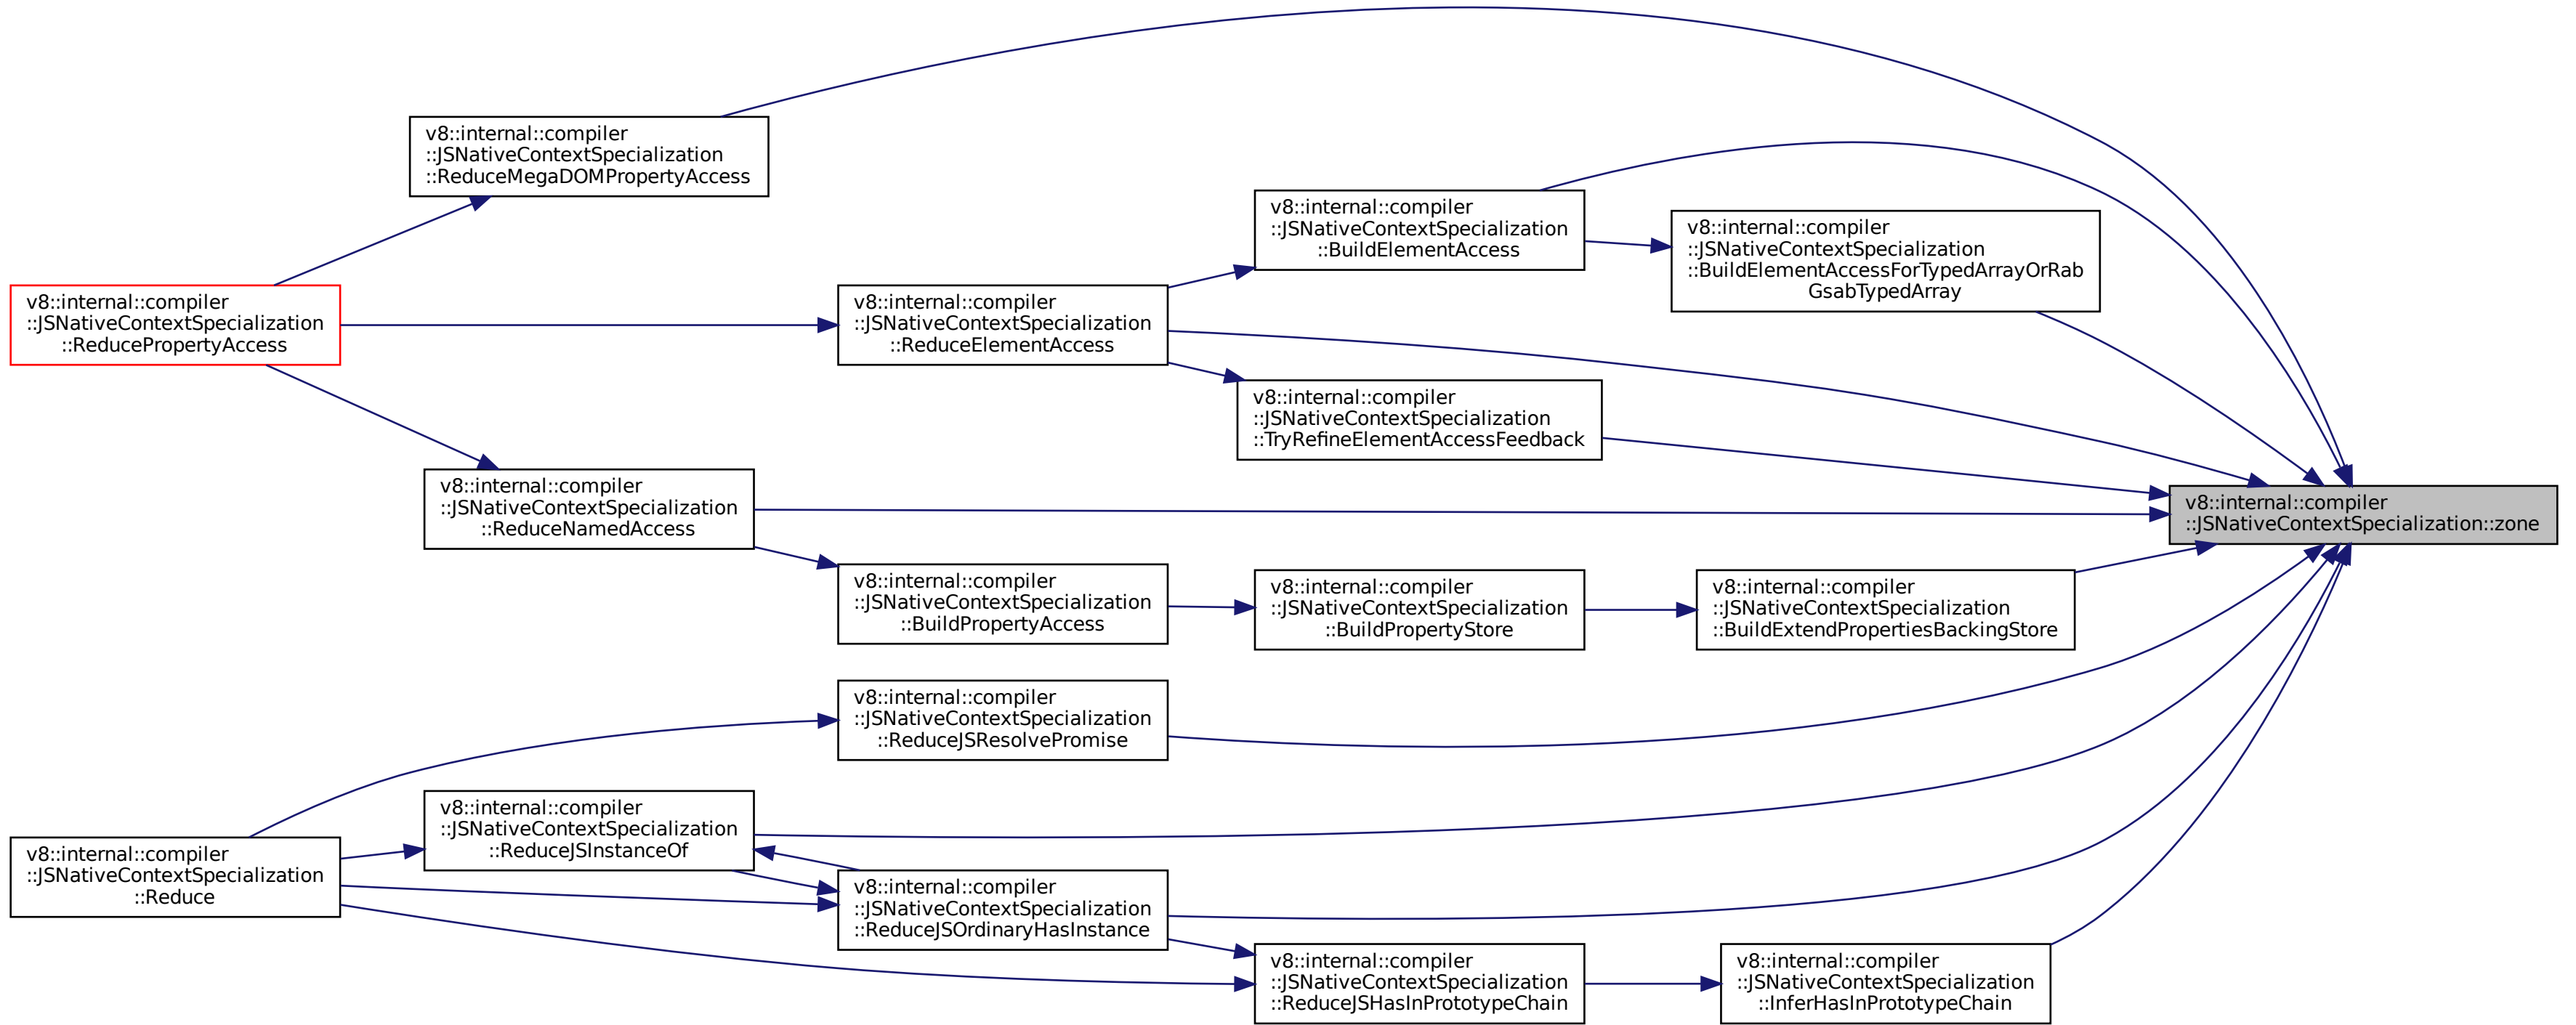 v8::internal::compiler
::JSNativeContextSpecialization
::ReduceMegaDOMPropertyAccess
v8::internal::compiler
::JSNativeContextSpecialization
::BuildElementAccess
v8::internal::compiler
::JSNativeContextSpecialization
::BuildElementAccessForTypedArrayOrRab
GsabTypedArray
v8::internal::compiler
::JSNativeContextSpecialization
::ReducePropertyAccess
v8::internal::compiler
::JSNativeContextSpecialization
::ReduceElementAccess
v8::internal::compiler
::JSNativeContextSpecialization
::TryRefineElementAccessFeedback
v8::internal::compiler
::JSNativeContextSpecialization
::ReduceNamedAccess
v8::internal::compiler
::JSNativeContextSpecialization::zone
v8::internal::compiler
::JSNativeContextSpecialization
::BuildPropertyAccess
v8::internal::compiler
::JSNativeContextSpecialization
::BuildPropertyStore
v8::internal::compiler
::JSNativeContextSpecialization
::BuildExtendPropertiesBackingStore
v8::internal::compiler
::JSNativeContextSpecialization
::ReduceJSResolvePromise
v8::internal::compiler
::JSNativeContextSpecialization
::ReduceJSInstanceOf
v8::internal::compiler
::JSNativeContextSpecialization
::Reduce
v8::internal::compiler
::JSNativeContextSpecialization
::ReduceJSOrdinaryHasInstance
v8::internal::compiler
::JSNativeContextSpecialization
::ReduceJSHasInPrototypeChain
v8::internal::compiler
::JSNativeContextSpecialization
::InferHasInPrototypeChain